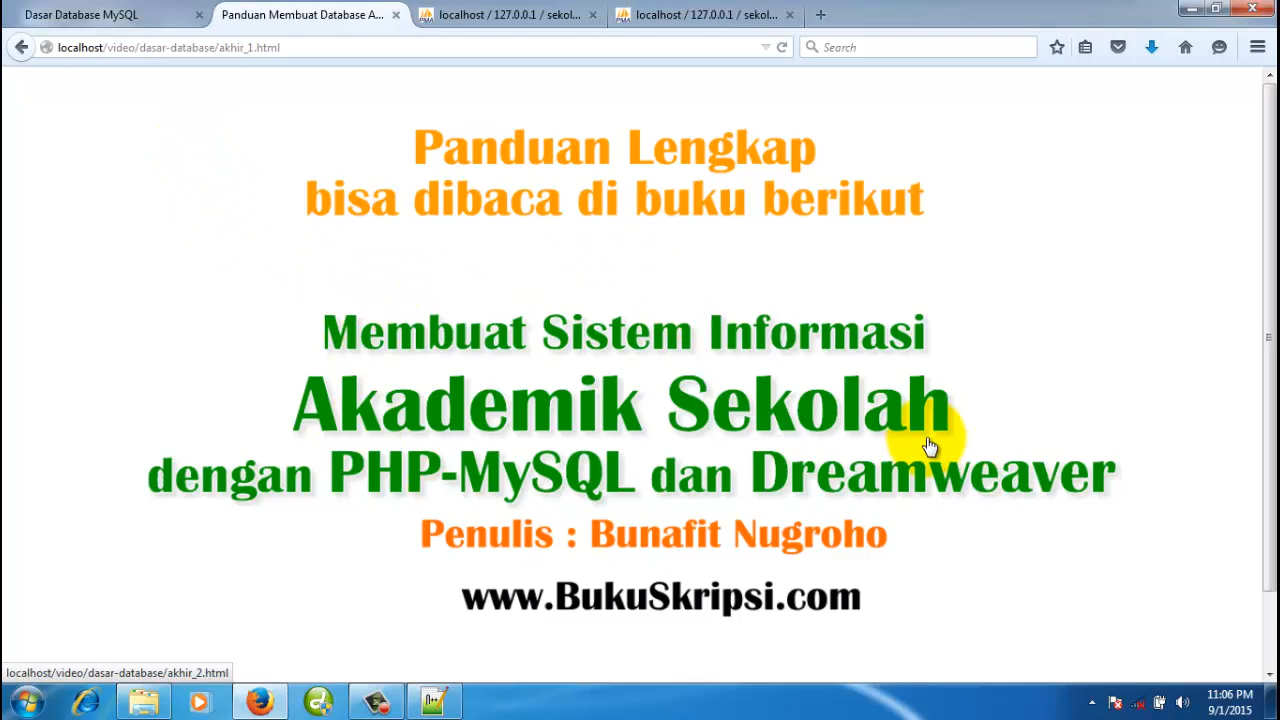 Dasar Database MySQL
Panduan Membuat Database A...
localhost / 127.0.0.1 / sekol...
localhost / 127.0.0.1 / sekol...
localhost/video/dasar-database/akhir_1.html
Search
Panduan Lengkap
bisa dibaca di buku berikut
Membuat Sistem Informasi
Akademik Sekolah
dengan PHP-MySQL dan Dreamweaver
Penulis : Bunafit Nugroho
www.BukuSkripsi.com
localhost/video/dasar-database/akhir_2.html
11:06 PM
9/1/2015